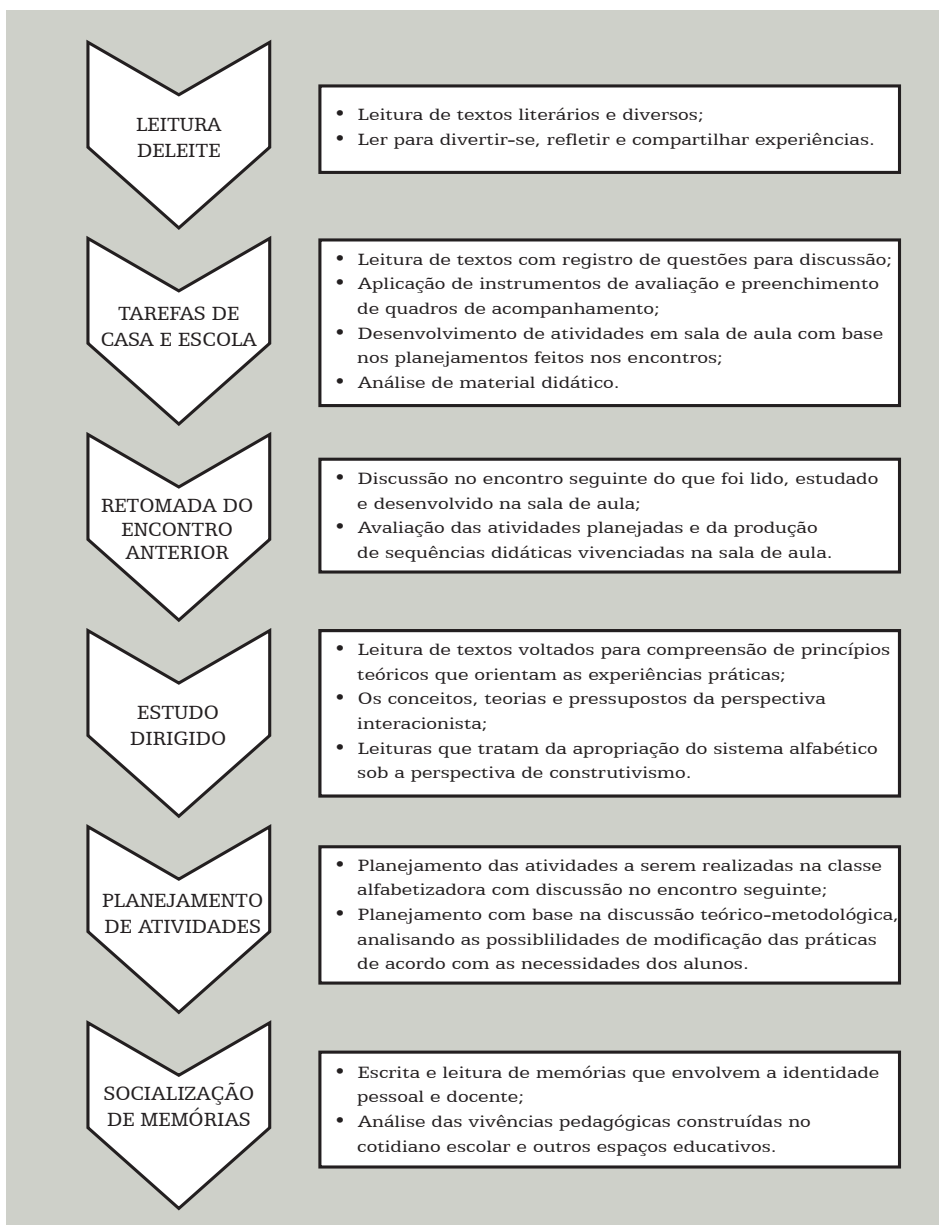 LEITURA
DELEITE
• Leitura de textos literários e diversos;
• Ler para divertir-se, refletir e compartilhar experiências.
TAREFAS DE
CASA E ESCOLA
• Leitura de textos com registro de questões para discussão;
• Aplicação de instrumentos de avaliação e preenchimento
de quadros de acompanhamento;
• Desenvolvimento de atividades em sala de aula com base
nos planejamentos feitos nos encontros;
• Análise de material didático.
RETOMADA DO
ENCONTRO
ANTERIOR
• Discussão no encontro seguinte do que foi lido, estudado
e desenvolvido na sala de aula;
• Avaliação das atividades planejadas e da produção
de sequências didáticas vivenciadas na sala de aula.
ESTUDO
DIRIGIDO
• Leitura de textos voltados para compreensão de princípios
teóricos que orientam as experiências práticas;
• Os conceitos, teorias e pressupostos da perspectiva
interacionista;
• Leituras que tratam da apropriação do sistema alfabético
sob a perspectiva de construtivismo.
PLANEJAMENTO
DE ATIVIDADES
• Planejamento das atividades a serem realizadas na classe
alfabetizadora com discussão no encontro seguinte;
• Planejamento com base na discussão teórico-metodológica,
analisando as possiblilidades de modificação das práticas
de acordo com as necessidades dos alunos.
SOCIALIZAÇÃO
DE MEMÓRIAS
• Escrita e leitura de memórias que envolvem a identidade
pessoal e docente;
• Análise das vivências pedagógicas construídas no
cotidiano escolar e outros espaços educativos.